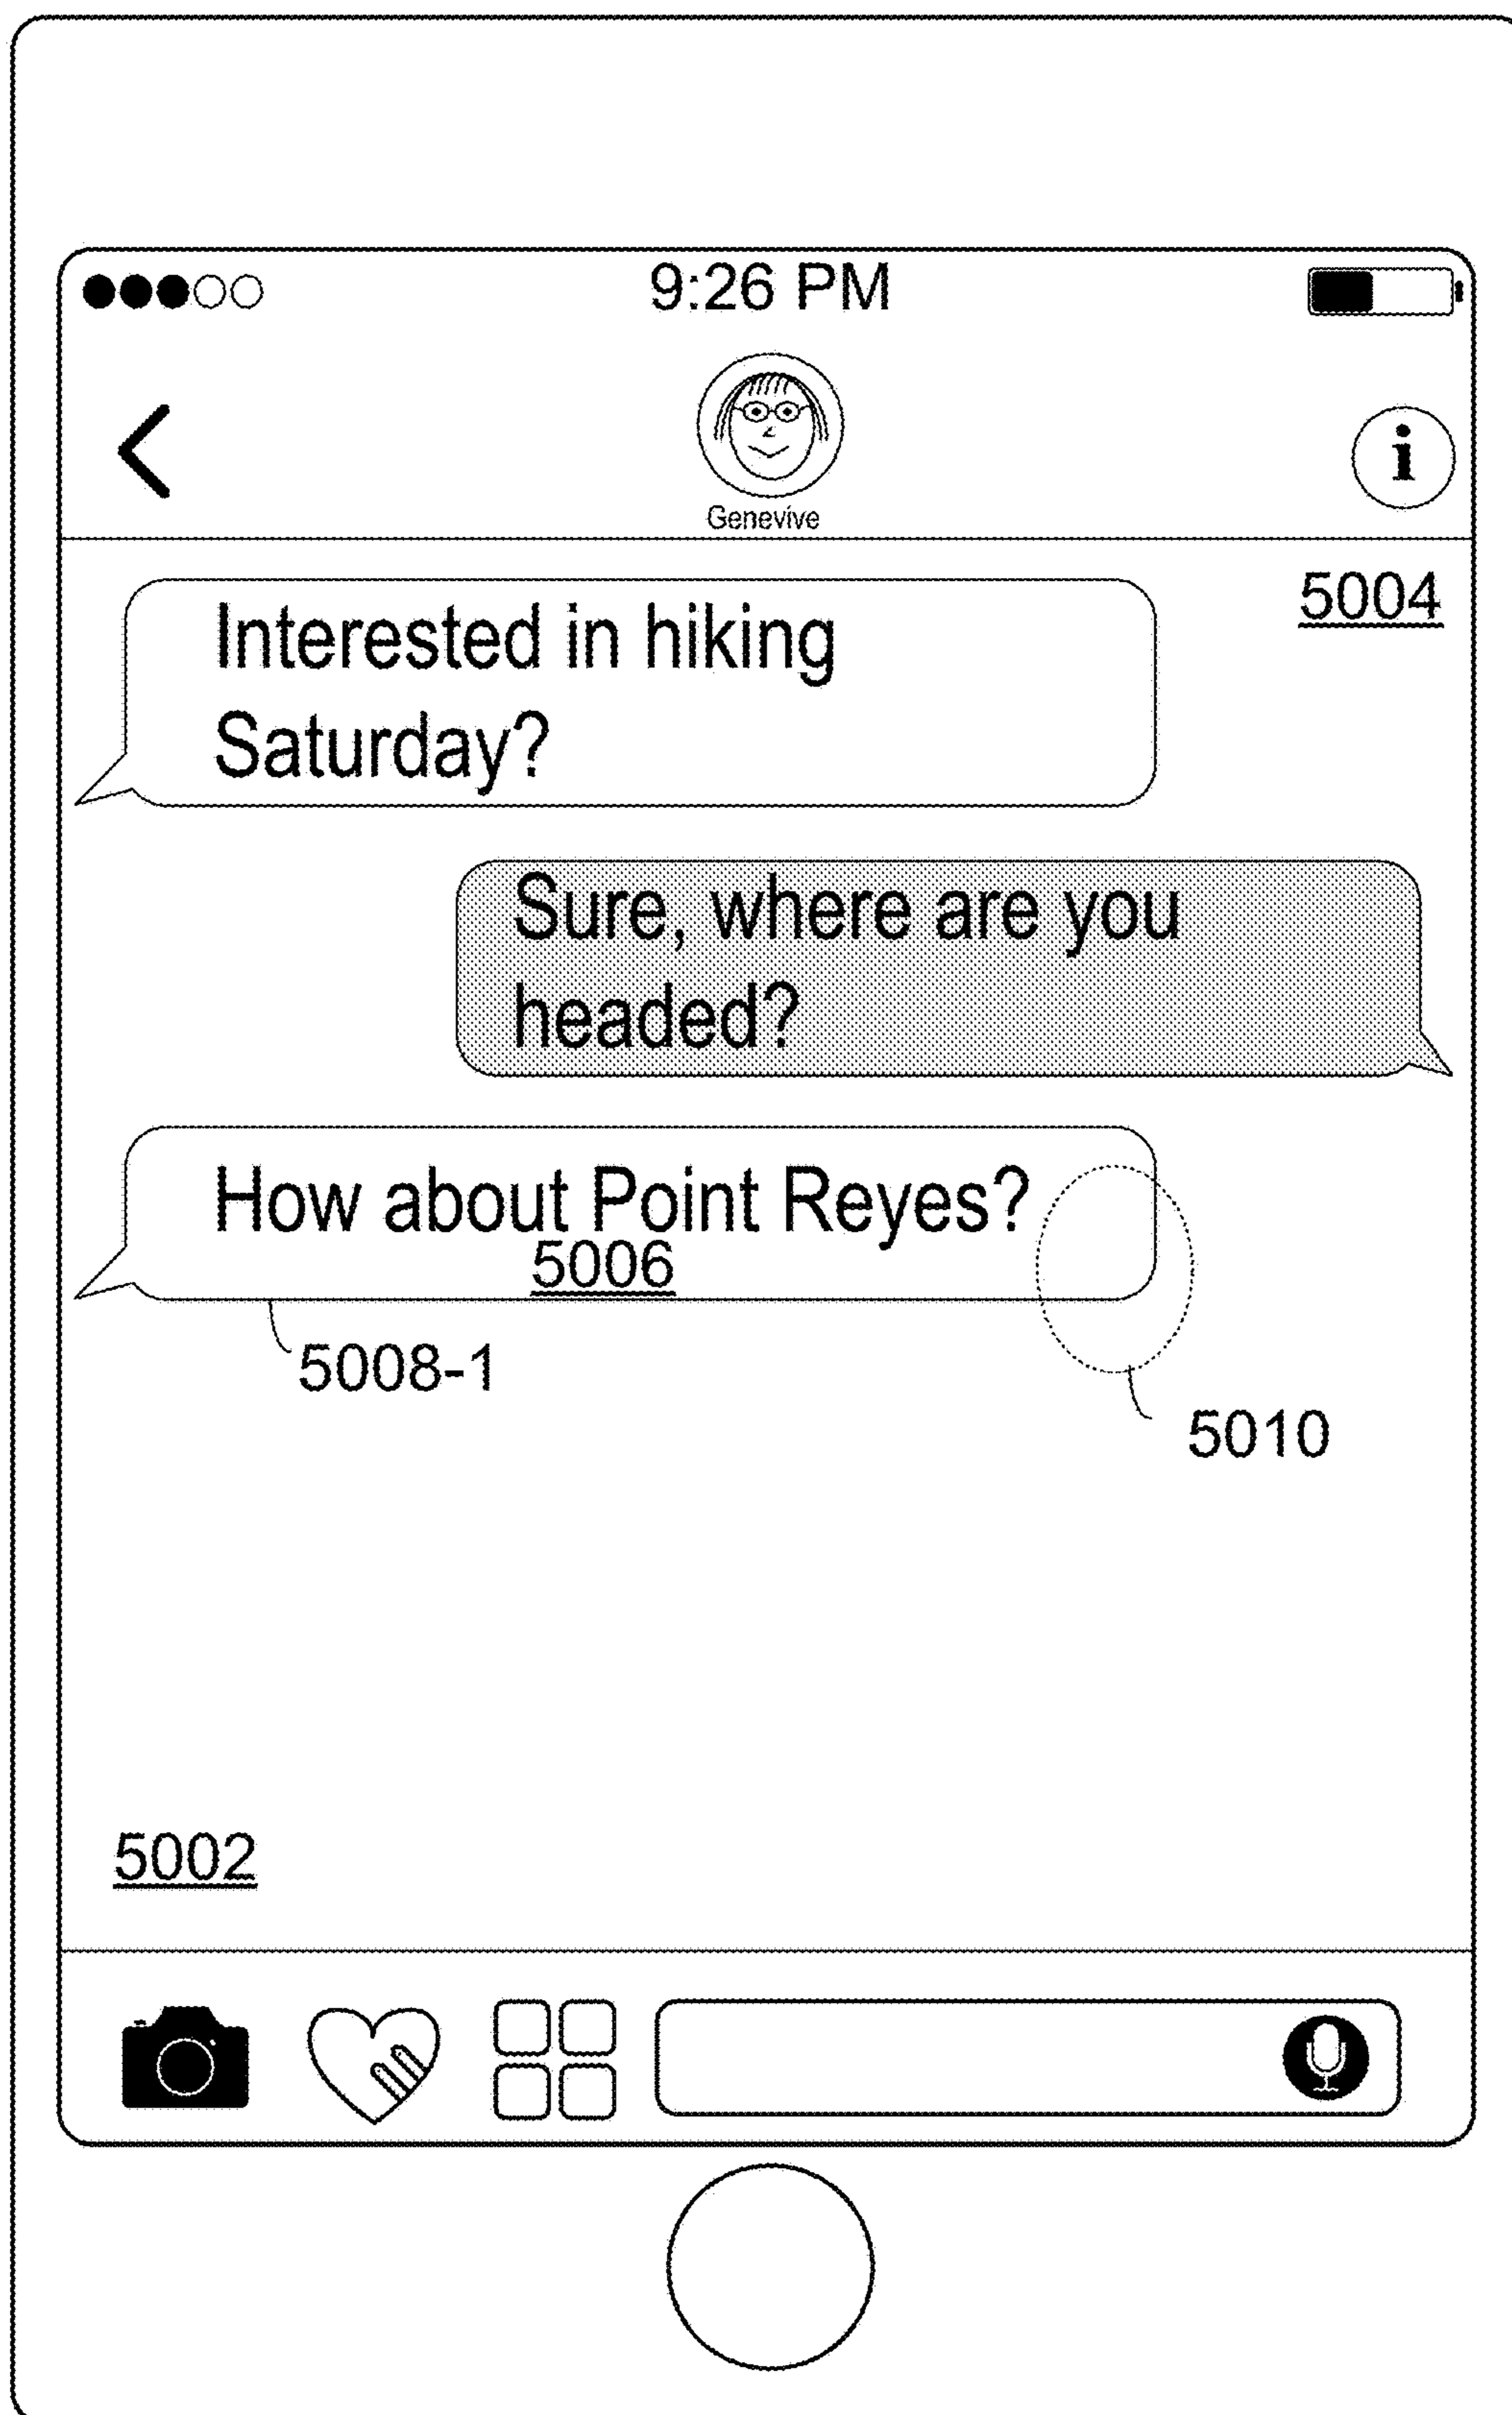 9:26 PM
i
Genevive
5004
Interested in hiking
Saturday?
Sure, where are you
headed?
How about Point Reyes?
5006
5008-1
5010
5002